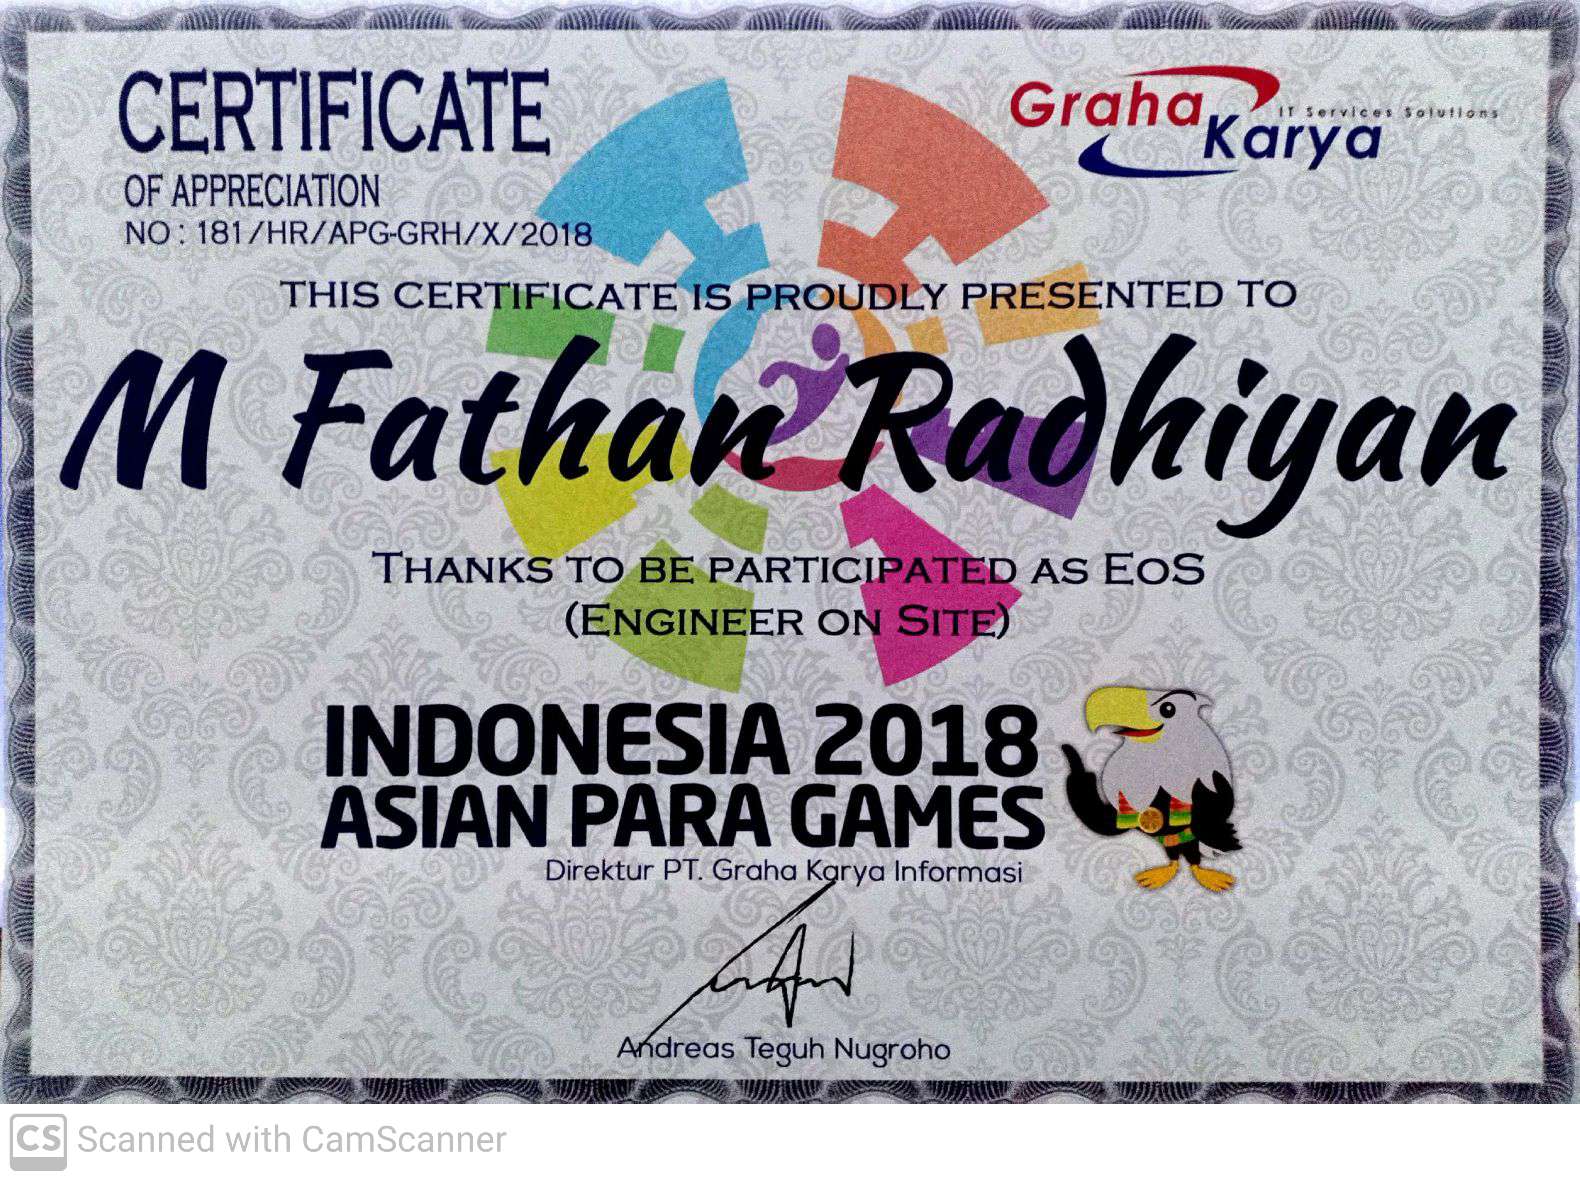 CERTIFICATE
OF APPRECIATION
NO : 181/HR/APG-GRH/X/2018
Graha
Karya
IT Services Solutions
THIS CERTIFICATE IS PROUDLY PRESENTED TO
M Fathan Radhiyan
THANKS TO BE PARTICIPATED AS EOS
(ENGINEER ON SITE)
INDONESIA 2018
ASIAN PARA GAMES
Direktur PT. Graha Karya Informasi
Andreas Teguh Nugroho
CS Scanned with CamScanner